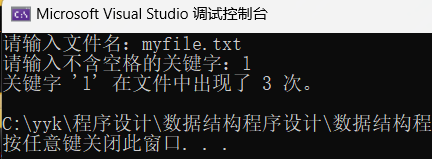 Microsoft Visual Studio 调试控制台
请输入文件名：myfile.txt
请输入不含空格的关键字：l
关键字 'l' 在文件中出现了 3 次。
C:\yyk\程序设计\数据结构程序设计\数据结构程
按任意键关闭此窗口. . .